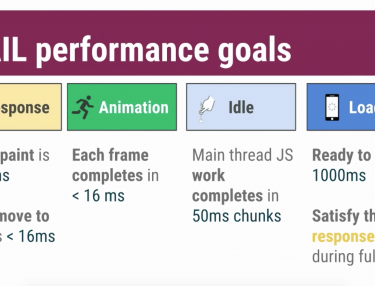 IL performance goals
sponse
Animation
Idle
Loa
paint is
ns
move to
s < 16ms
Each frame
completes in
< 16 ms
Main thread JS
work
completes in
50ms chunks
Ready to
1000ms
Satisfy th
response
during ful